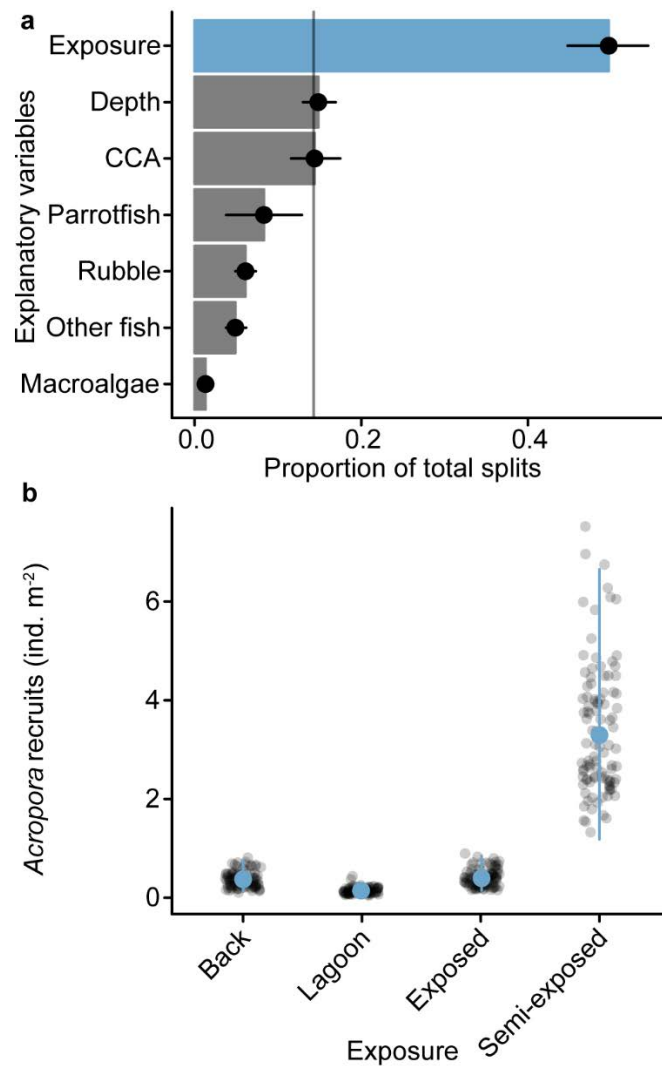 a
Explanatory variables
Exposure
Depth
CCA
Parrotfish
Rubble
Other fish
Macroalgae
0.0 0.2 0.4
Proportion of total splits
b
Acropora recruits (ind. m⁻²)
6
4
2
0
Back Lagoon Exposed Semi-exposed
Exposure